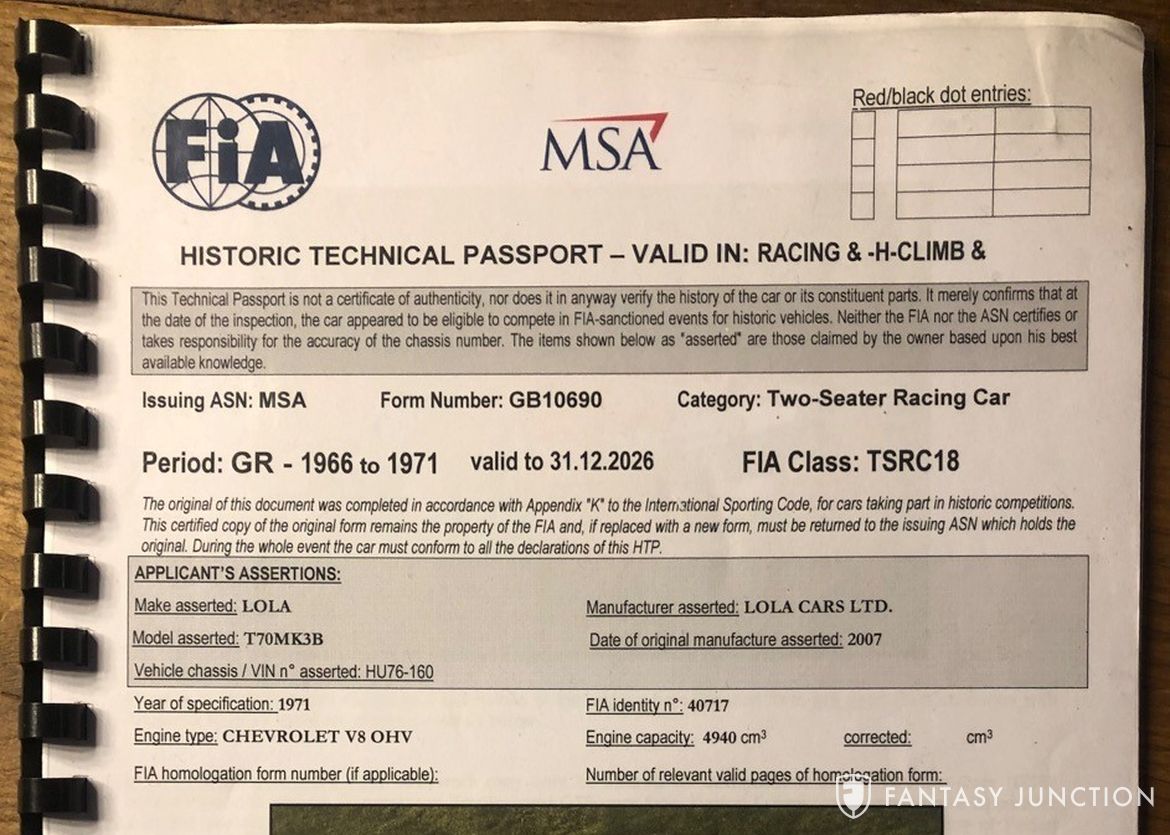 FiA
MSA
Red/black dot entries:
HISTORIC TECHNICAL PASSPORT – VALID IN: RACING & -H-CLIMB &
This Technical Passport is not a certificate of authenticity, nor does it in anyway verify the history of the car or its constituent parts. It merely confirms that at
the date of the inspection, the car appeared to be eligible to compete in FIA-sanctioned events for historic vehicles. Neither the FIA nor the ASN certifies or
takes responsibility for the accuracy of the chassis number. The items shown below as "asserted" are those claimed by the owner based upon his best
available knowledge.
Issuing ASN: MSA Form Number: GB10690 Category: Two-Seater Racing Car
Period: GR - 1966 to 1971 valid to 31.12.2026 FIA Class: TSRC18
The original of this document was completed in accordance with Appendix "K" to the International Sporting Code, for cars taking part in historic competitions.
This certified copy of the original form remains the property of the FIA and, if replaced with a new form, must be returned to the issuing ASN which holds the
original. During the whole event the car must conform to all the declarations of this HTP.
APPLICANT'S ASSERTIONS:
Make asserted: LOLA Manufacturer asserted: LOLA CARS LTD.
Model asserted: T70MK3B Date of original manufacture asserted: 2007
Vehicle chassis / VIN n° asserted: HU76-160
Year of specification: 1971 FIA identity n°: 40717
Engine type: CHEVROLET V8 OHV Engine capacity: 4940 cm³ corrected: cm³
FIA homologation form number (if applicable): Number of relevant valid pages of homologation form:
FANTASY JUNCTION